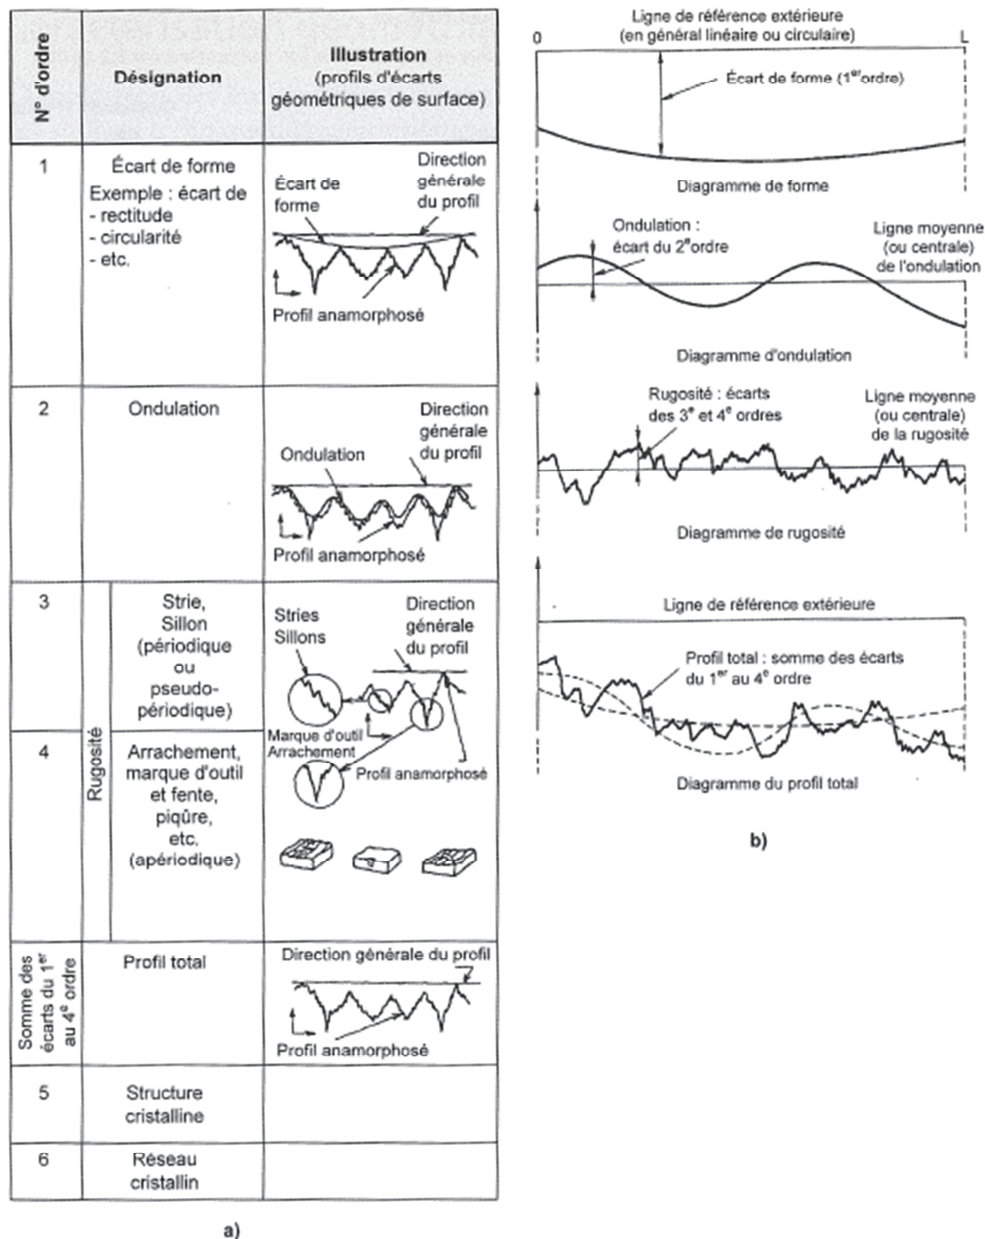 N° d'ordre
Désignation
Illustration
(profils d'écarts
géométriques de surface)
1
Écart de forme
Exemple : écart de
- rectitude
- circularité
- etc.
Écart de
forme
Direction
générale
du profil
Profil anamorphosé
2
Ondulation
Ondulation
Direction
générale
du profil
Profil anamorphosé
Rugosité
3
Strie,
Sillon
(périodique
ou
pseudo-
périodique)
Stries
Sillons
Direction
générale
du profil
Marque d'outil
Arrachement
Profil anamorphosé
4
Arrachement,
marque d'outil
et fente,
piqûre,
etc.
(apériodique)
Somme des
écarts du 1er
au 4e ordre
Profil total
Direction générale du profil
Profil anamorphosé
5
Structure
cristalline
6
Réseau
cristallin
a)
Ligne de référence extérieure
(en général linéaire ou circulaire)
0
L
Écart de forme (1er ordre)
Diagramme de forme
Ondulation :
écart du 2e ordre
Ligne moyenne
(ou centrale)
de l'ondulation
Diagramme d'ondulation
Rugosité : écarts
des 3e et 4e ordres
Ligne moyenne
(ou centrale)
de la rugosité
Diagramme de rugosité
Ligne de référence extérieure
Profil total : somme des écarts
du 1er au 4e ordre
Diagramme du profil total
b)